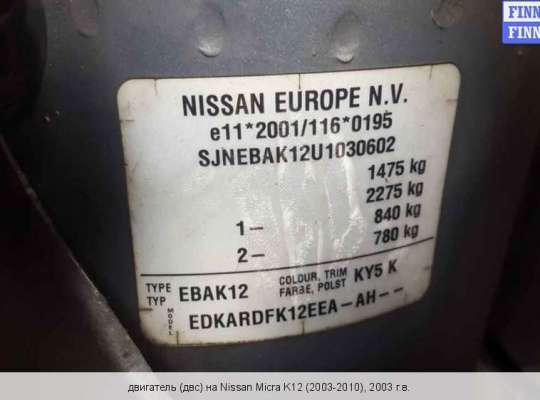 FINN
FINN
NISSAN EUROPE N.V.
e11*2001/116*0195
SJNEBAK12U1030602
1475 kg
2275 kg
1- 840 kg
2- 780 kg
TYPE TYP EBAK12 COLOUR, TRIM FARBE, POLST KY5 K
MODEL EDKARDFK12EEA-AH--
двигатель (двс) на Nissan Micra K12 (2003-2010), 2003 г.в.